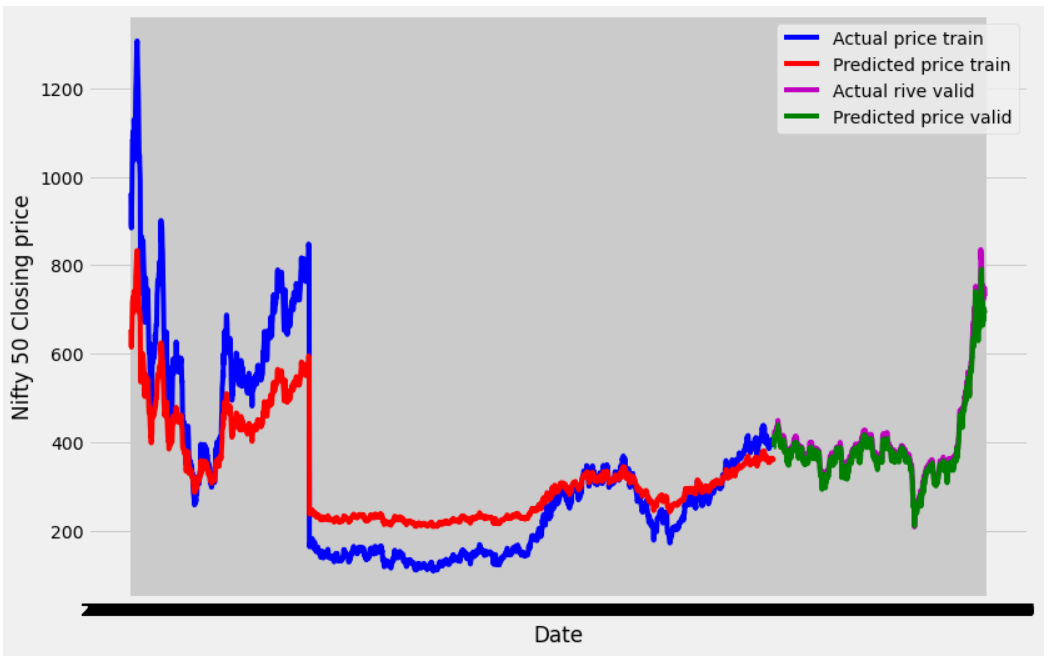 Actual price train
Predicted price train
Actual rive valid
Predicted price valid
1200
1000
800
600
400
200
Nifty 50 Closing price
Date